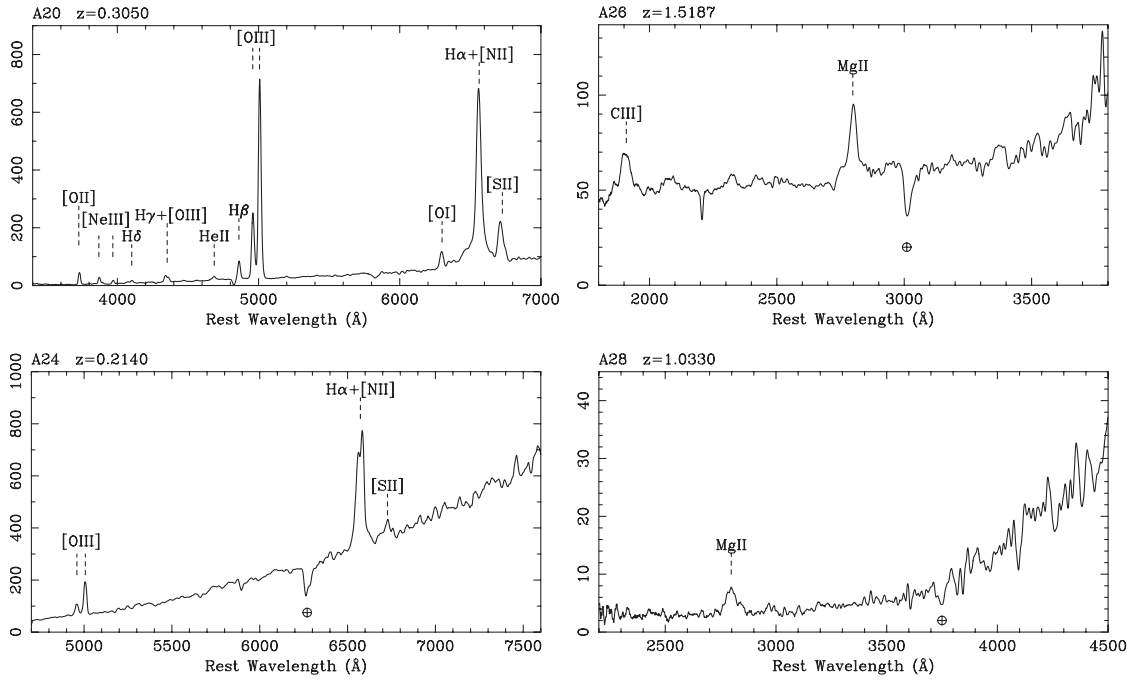 A20 z=0.3050
800
600
400
200
0
[OIII]
Hα+[NII]
[OII]
[SII]
[NeIII]
Hγ+[OIII]
Hβ
[OI]
Hδ
HeII
4000 5000 6000 7000
Rest Wavelength (Å)
A26 z=1.5187
100
50
0
MgII
CIII]
⊕
2000 2500 3000 3500
Rest Wavelength (Å)
A24 z=0.2140
1000
800
600
400
200
0
Hα+[NII]
[SII]
[OIII]
⊕
5000 5500 6000 6500 7000 7500
Rest Wavelength (Å)
A28 z=1.0330
40
30
20
10
0
MgII
⊕
2500 3000 3500 4000 4500
Rest Wavelength (Å)